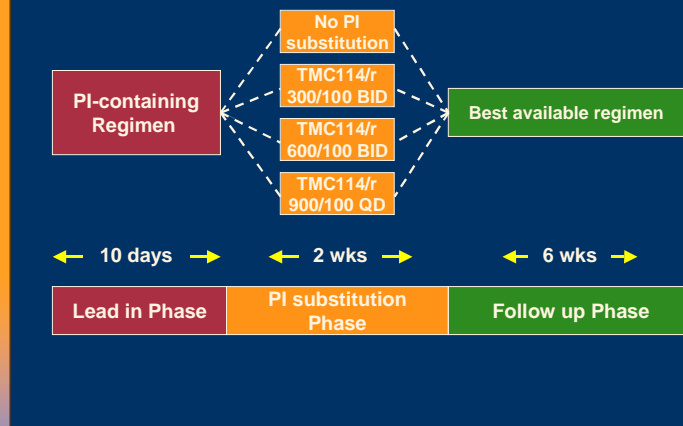 No PI
substitution
TMC114/r
300/100 BID
TMC114/r
600/100 BID
TMC114/r
900/100 QD
PI-containing
Regimen
Best available regimen
10 days
2 wks
6 wks
Lead in Phase
PI substitution
Phase
Follow up Phase